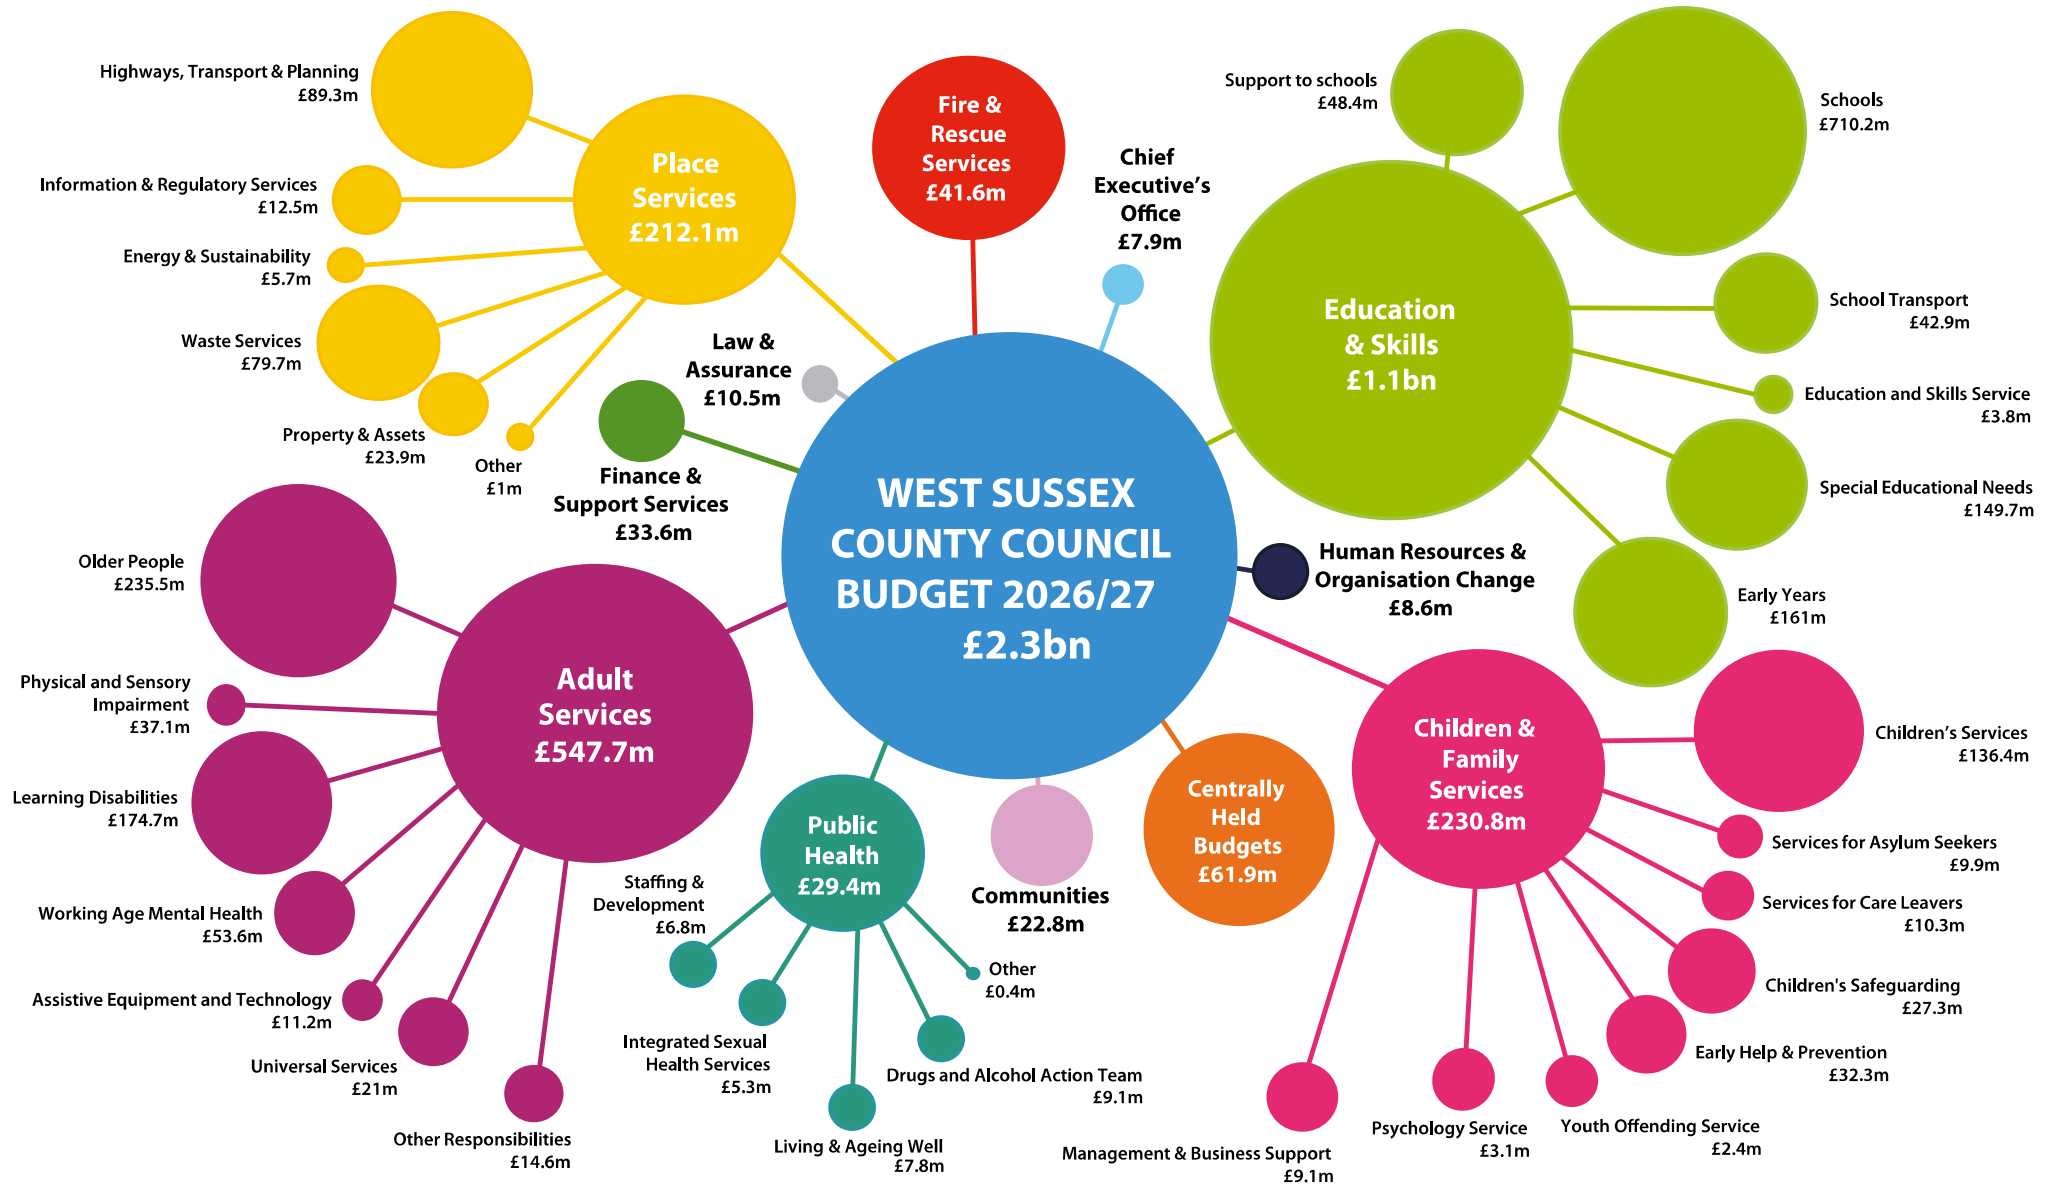 Highways, Transport & Planning
£89.3m
Information & Regulatory Services
£12.5m
Energy & Sustainability
£5.7m
Waste Services
£79.7m
Property & Assets
£23.9m
Other
£1m
Place
Services
£212.1m
Fire &
Rescue
Services
£41.6m
Chief
Executive’s
Office
£7.9m
Law &
Assurance
£10.5m
Finance &
Support Services
£33.6m
WEST SUSSEX
COUNTY COUNCIL
BUDGET 2026/27
£2.3bn
Support to schools
£48.4m
Schools
£710.2m
Education
& Skills
£1.1bn
School Transport
£42.9m
Education and Skills Service
£3.8m
Special Educational Needs
£149.7m
Early Years
£161m
Human Resources &
Organisation Change
£8.6m
Older People
£235.5m
Physical and Sensory
Impairment
£37.1m
Learning Disabilities
£174.7m
Working Age Mental Health
£53.6m
Assistive Equipment and Technology
£11.2m
Universal Services
£21m
Other Responsibilities
£14.6m
Adult
Services
£547.7m
Public
Health
£29.4m
Staffing &
Development
£6.8m
Integrated Sexual
Health Services
£5.3m
Living & Ageing Well
£7.8m
Drugs and Alcohol Action Team
£9.1m
Other
£0.4m
Communities
£22.8m
Centrally
Held
Budgets
£61.9m
Children &
Family
Services
£230.8m
Children’s Services
£136.4m
Services for Asylum Seekers
£9.9m
Services for Care Leavers
£10.3m
Children's Safeguarding
£27.3m
Early Help & Prevention
£32.3m
Youth Offending Service
£2.4m
Psychology Service
£3.1m
Management & Business Support
£9.1m